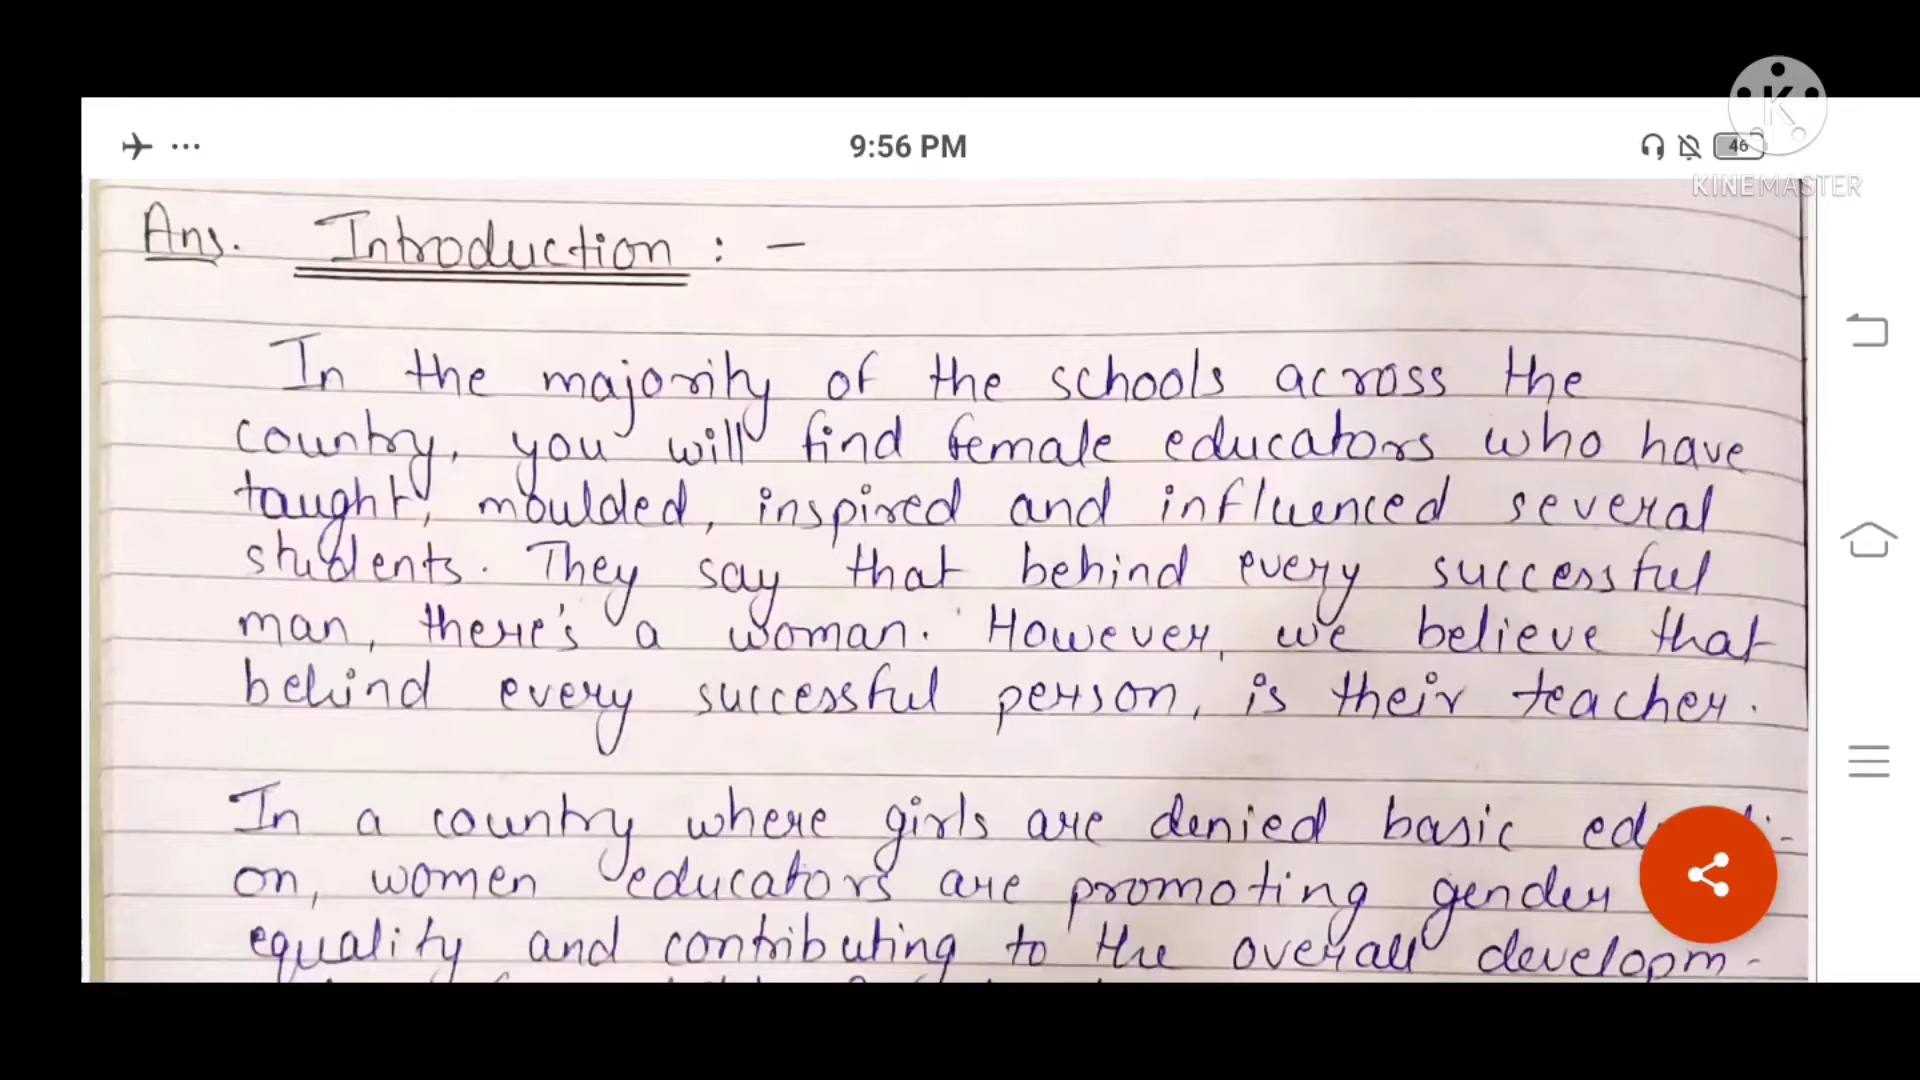 9:56 PM
46
KINEMASTER
Ans. Introduction : -
In the majority of the schools across the
country, you will find female educators who have
taught, moulded, inspired and influenced several
students. They say that behind every successful
man, there's a woman. However, we believe that
behind every successful person, is their teacher.
In a country where girls are denied basic
on, women educators are promoting gender
equality and contributing to the overall developm-